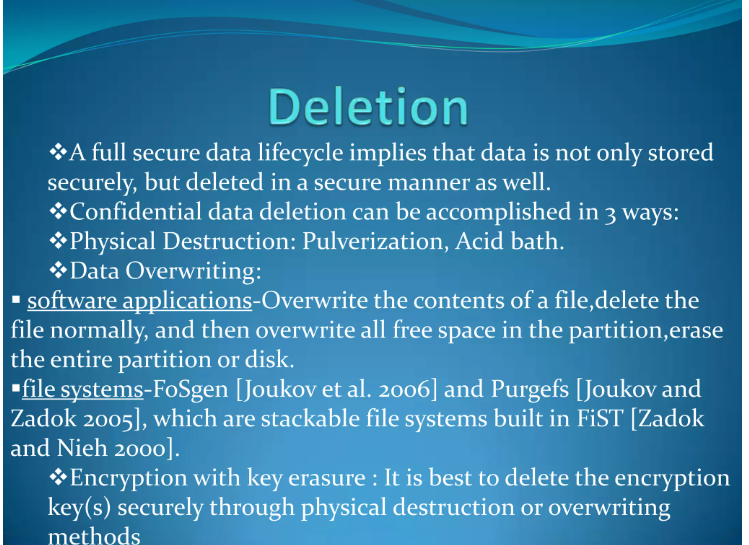 Deletion
❖A full secure data lifecycle implies that data is not only stored
securely, but deleted in a secure manner as well.
❖Confidential data deletion can be accomplished in 3 ways:
❖Physical Destruction: Pulverization, Acid bath.
❖Data Overwriting:
▪ software applications-Overwrite the contents of a file,delete the
file normally, and then overwrite all free space in the partition,erase
the entire partition or disk.
▪file systems-FoSgen [Joukov et al. 2006] and Purgefs [Joukov and
Zadok 2005], which are stackable file systems built in FiST [Zadok
and Nieh 2000].
❖Encryption with key erasure : It is best to delete the encryption
key(s) securely through physical destruction or overwriting
methods